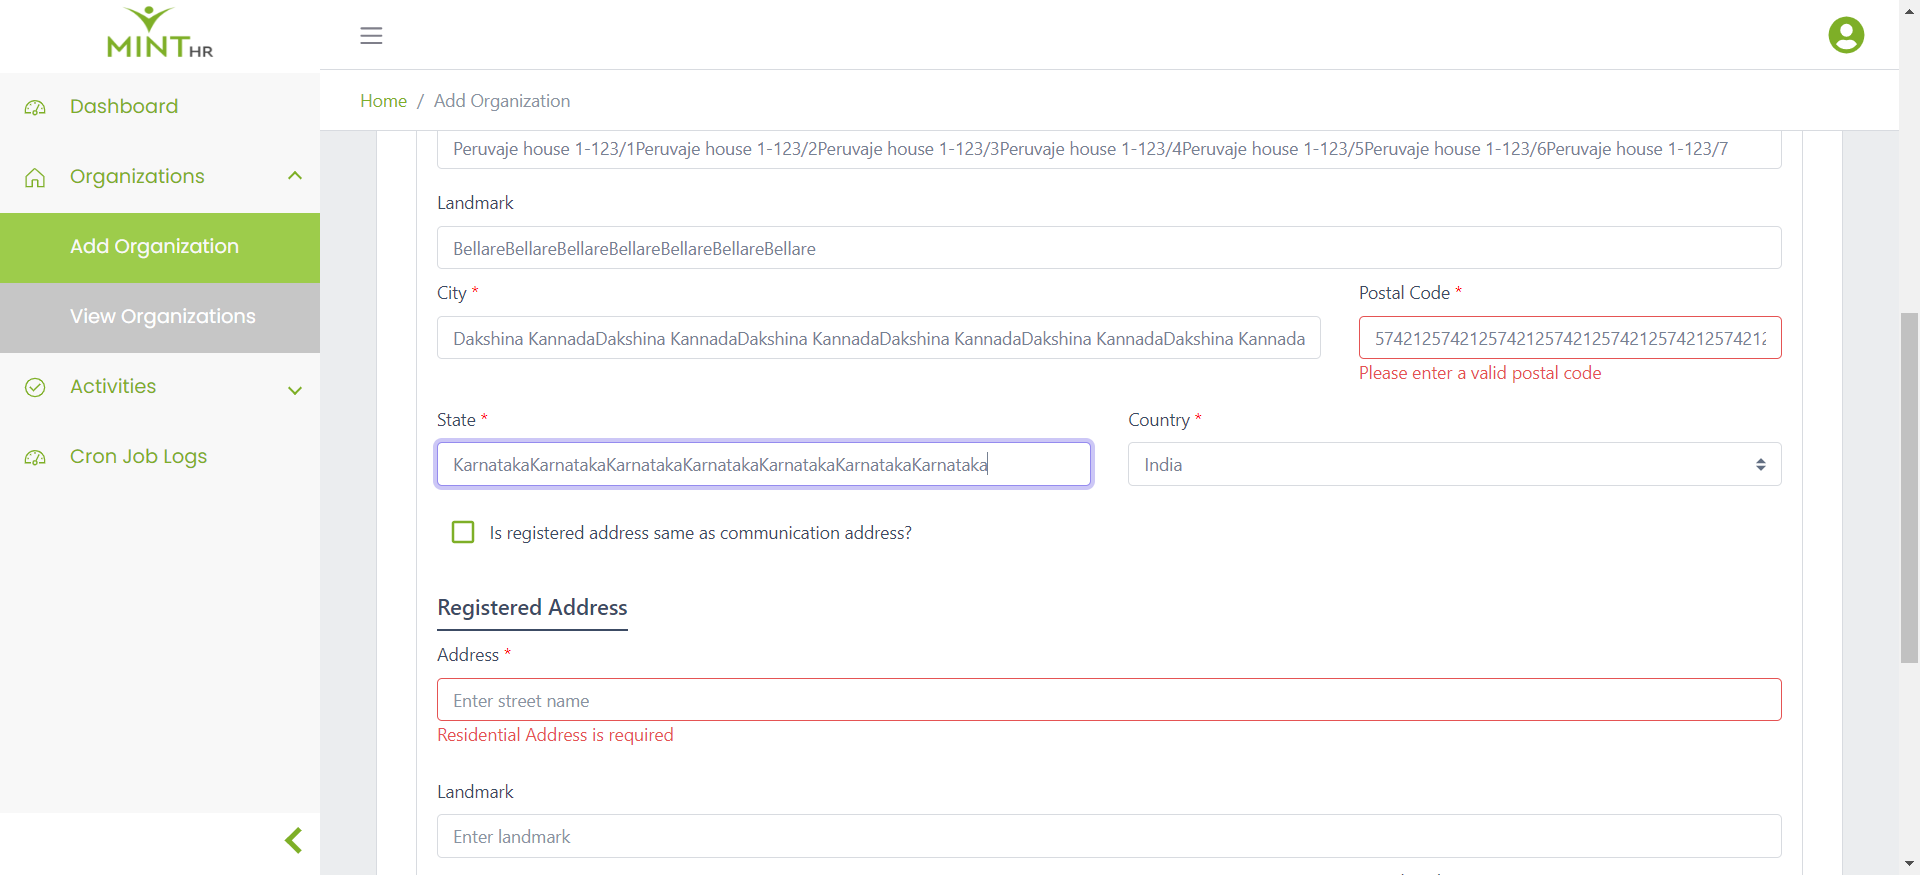 MINT HR
Home / Add Organization
Dashboard
Organizations
Add Organization
View Organizations
Activities
Cron Job Logs
Peruvaje house 1-123/1Peruvaje house 1-123/2Peruvaje house 1-123/3Peruvaje house 1-123/4Peruvaje house 1-123/5Peruvaje house 1-123/6Peruvaje house 1-123/7
Landmark
BellareBellareBellareBellareBellareBellareBellare
City *
Postal Code *
Dakshina KannadaDakshina KannadaDakshina KannadaDakshina KannadaDakshina KannadaDakshina Kannada
574212574212574212574212574212574212574212
Please enter a valid postal code
State *
Country *
KarnatakaKarnatakaKarnatakaKarnatakaKarnatakaKarnatakaKarnataka
India
Is registered address same as communication address?
Registered Address
Address *
Enter street name
Residential Address is required
Landmark
Enter landmark